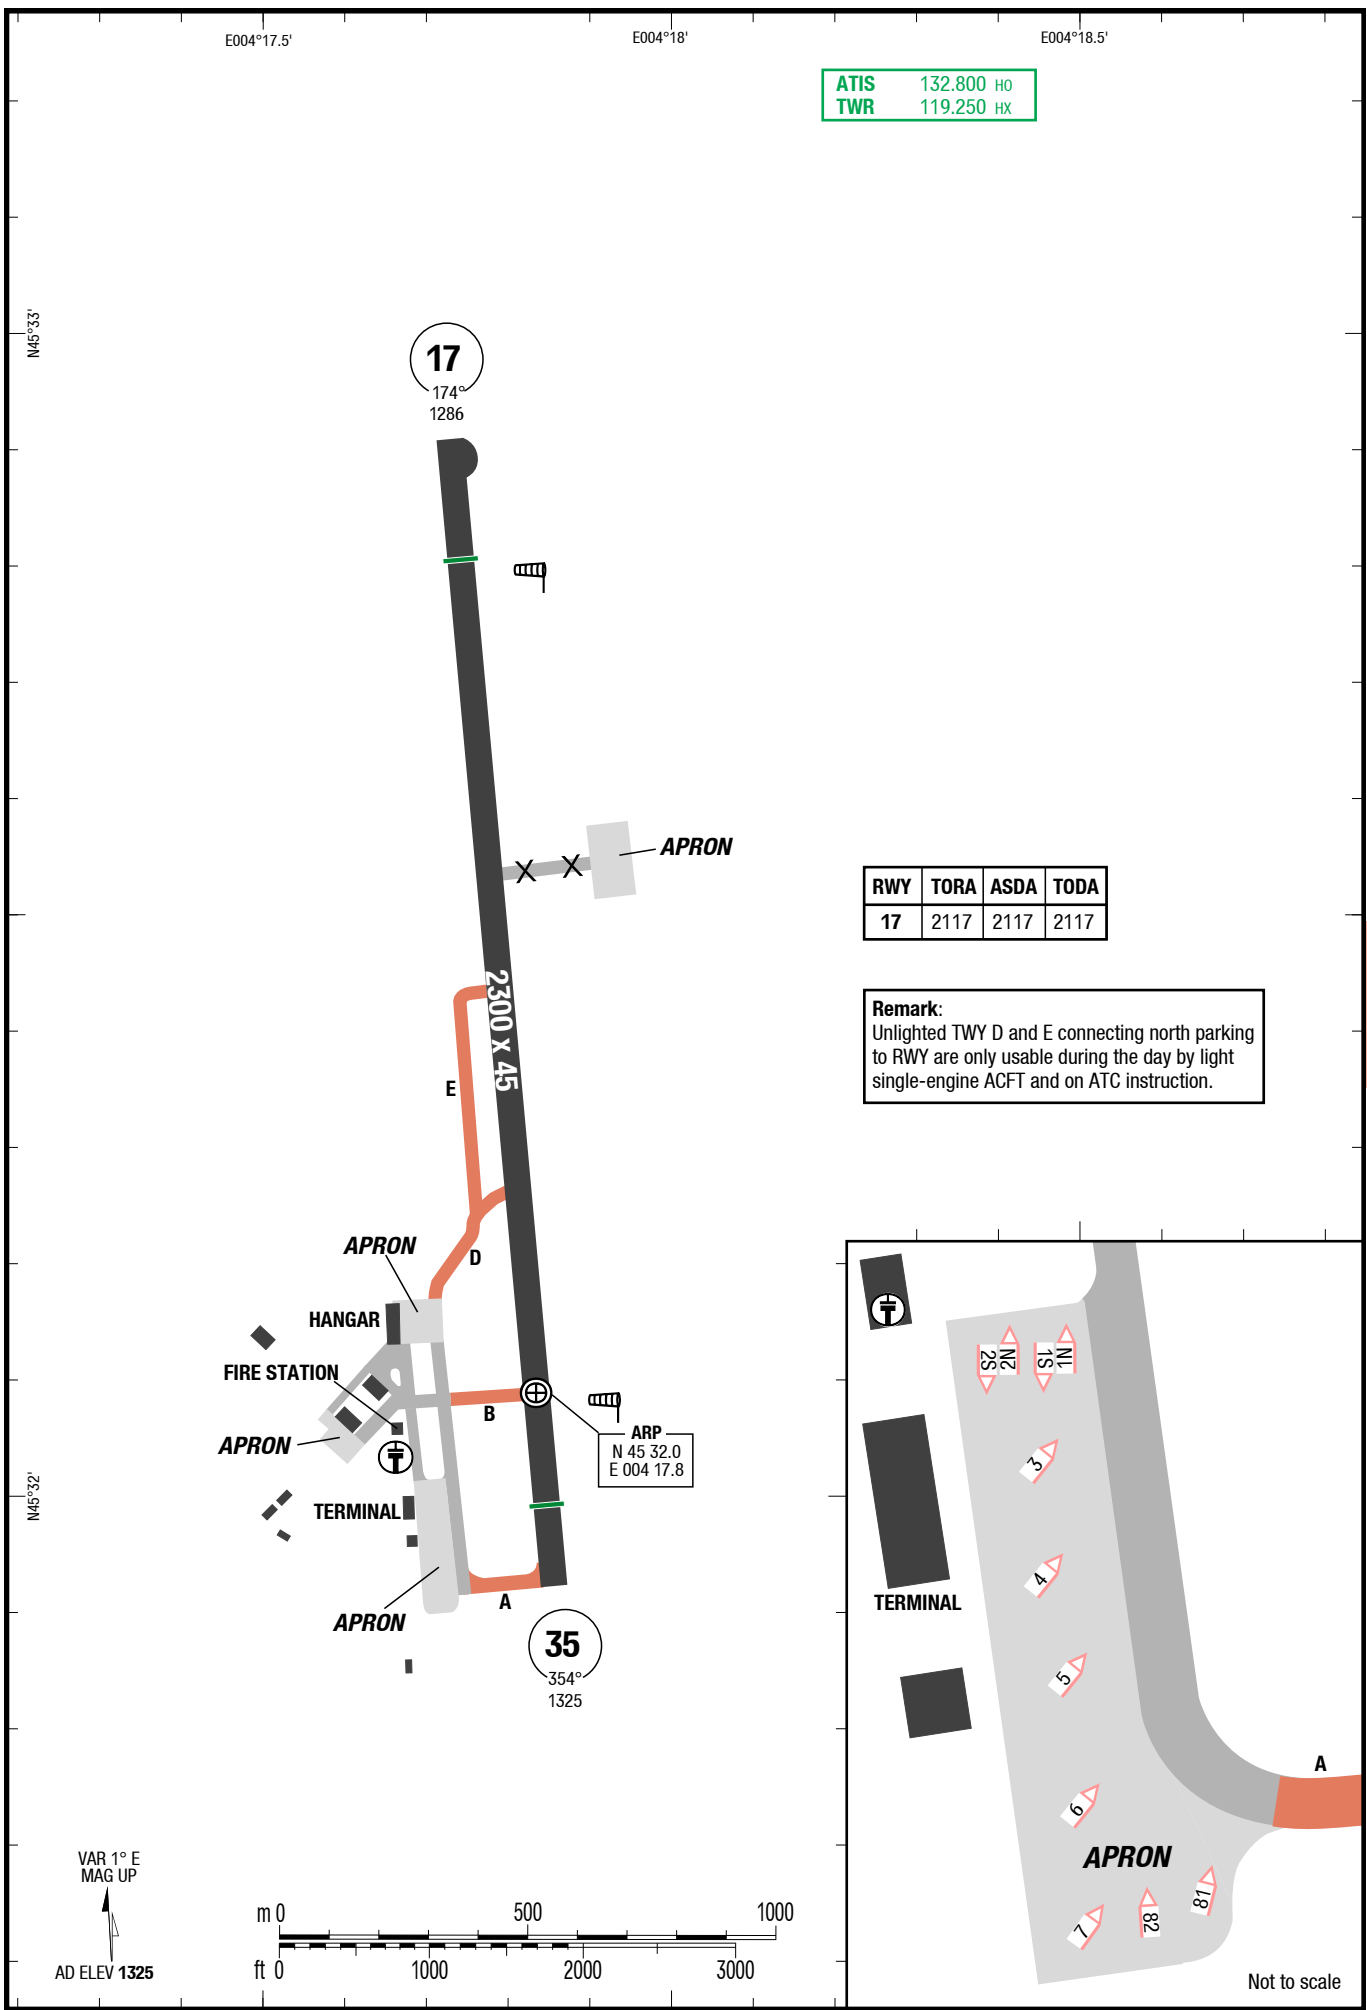 E004°17.5'
E004°18'
E004°18.5'
ATIS 132.800 HO
TWR 119.250 HX
N45°33'
17
174°
1286
APRON
RWY TORA ASDA TODA
17 2117 2117 2117
2300 x 45
Remark:
Unlighted TWY D and E connecting north parking
to RWY are only usable during the day by light
single-engine ACFT and on ATC instruction.
E
APRON
D
HANGAR
FIRE STATION
B
APRON
ARP
N 45 32.0
E 004 17.8
N45°32'
TERMINAL
A
APRON
35
354°
1325
2S
N2
1S
N1
3
4
TERMINAL
5
A
6
APRON
7
82
81
Not to scale
VAR 1° E
MAG UP
AD ELEV 1325
m 0 500 1000
ft 0 1000 2000 3000